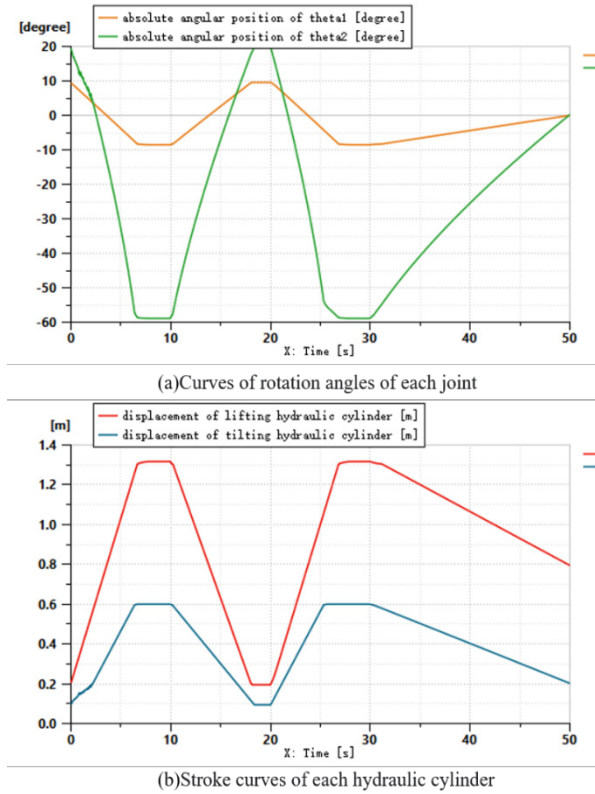 [degree]
absolute angular position of theta1 [degree]
absolute angular position of theta2 [degree]
20
10
0
-10
-20
-30
-40
-50
-60
0
10
20
30
40
50
X: Time [s]
(a)Curves of rotation angles of each joint
[m]
displacement of lifting hydraulic cylinder [m]
displacement of tilting hydraulic cylinder [m]
1.4
1.2
1.0
0.8
0.6
0.4
0.2
0.0
0
10
20
30
40
50
X: Time [s]
(b)Stroke curves of each hydraulic cylinder